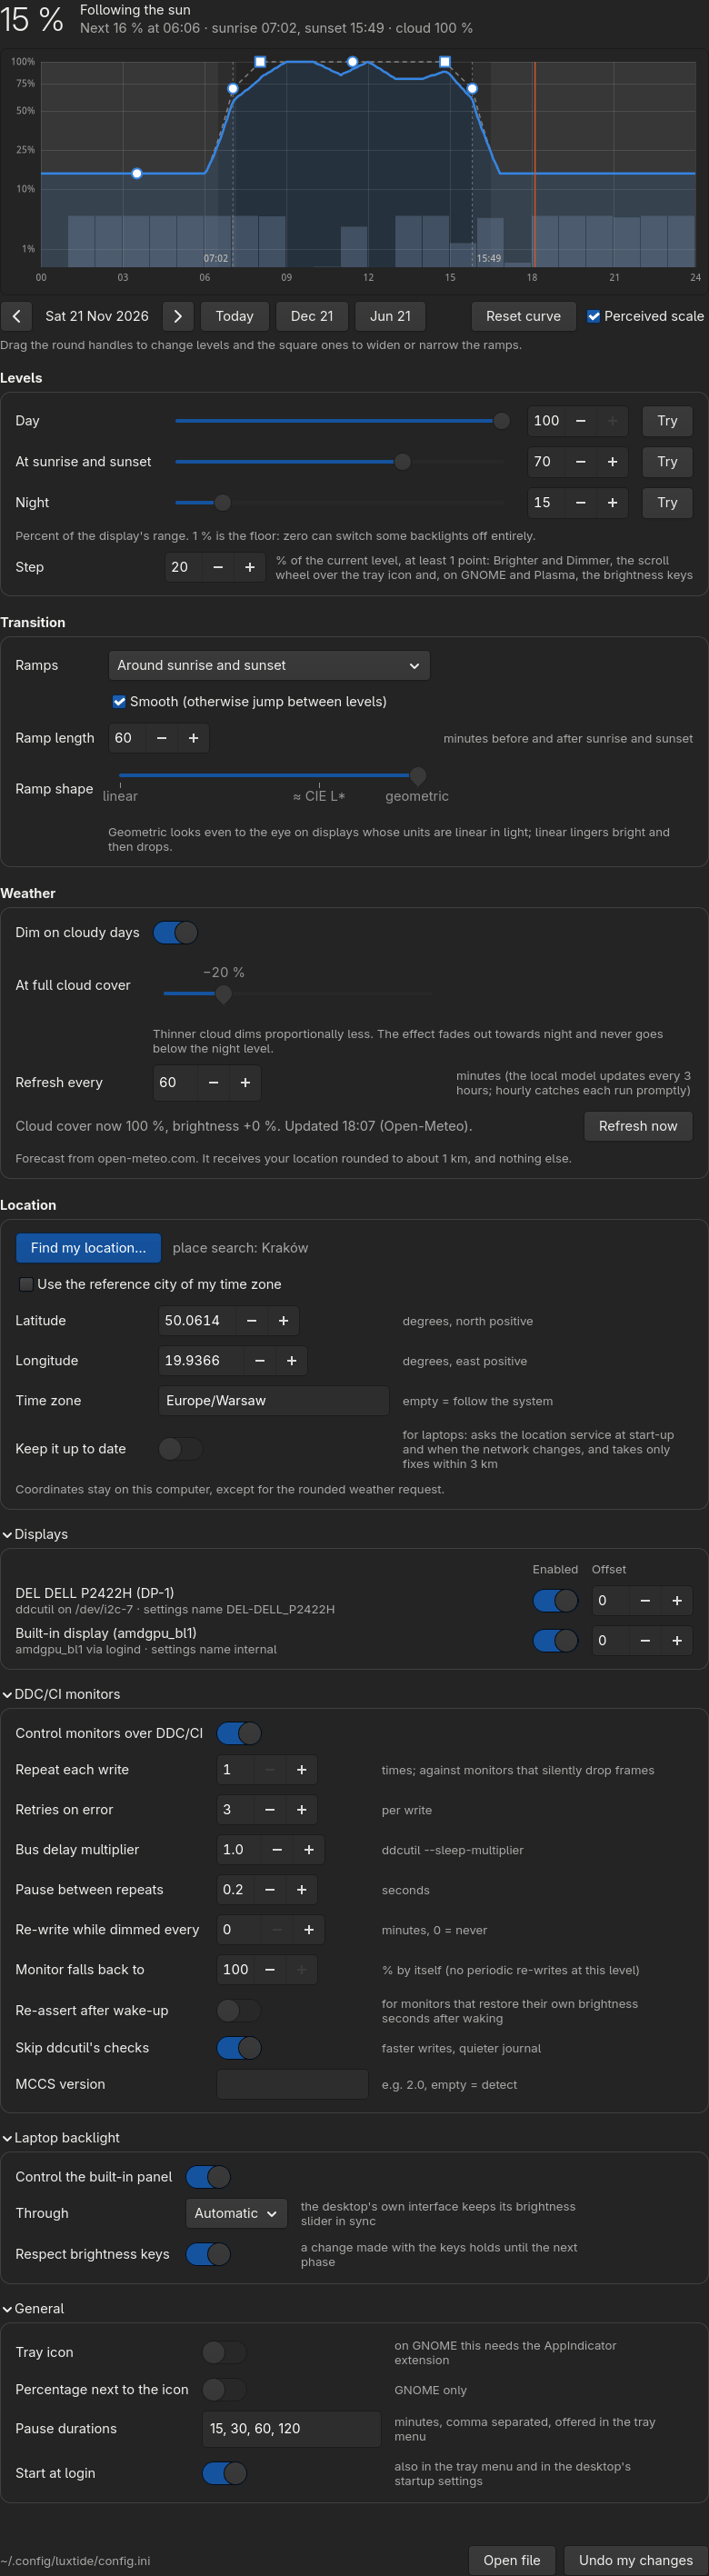 15 %
Following the sun
Next 16 % at 06:06 · sunrise 07:02, sunset 15:49 · cloud 100 %
100%
75%
50%
25%
10%
1%
07:02
15:49
00 03 06 09 12 15 18 21 24
Sat 21 Nov 2026 Today Dec 21 Jun 21 Reset curve Perceived scale
Drag the round handles to change levels and the square ones to widen or narrow the ramps.
Levels
Day 100 Try
At sunrise and sunset 70 Try
Night 15 Try
Percent of the display's range. 1 % is the floor: zero can switch some backlights off entirely.
Step 20 % of the current level, at least 1 point: Brighter and Dimmer, the scroll
wheel over the tray icon and, on GNOME and Plasma, the brightness keys
Transition
Ramps Around sunrise and sunset
Smooth (otherwise jump between levels)
Ramp length 60 minutes before and after sunrise and sunset
Ramp shape
linear ≈ CIE L* geometric
Geometric looks even to the eye on displays whose units are linear in light; linear lingers bright and
then drops.
Weather
Dim on cloudy days
−20 %
At full cloud cover
Thinner cloud dims proportionally less. The effect fades out towards night and never goes
below the night level.
Refresh every 60 minutes (the local model updates every 3
hours; hourly catches each run promptly)
Cloud cover now 100 %, brightness +0 %. Updated 18:07 (Open-Meteo). Refresh now
Forecast from open-meteo.com. It receives your location rounded to about 1 km, and nothing else.
Location
Find my location... place search: Kraków
Use the reference city of my time zone
Latitude 50.0614 degrees, north positive
Longitude 19.9366 degrees, east positive
Time zone Europe/Warsaw empty = follow the system
Keep it up to date for laptops: asks the location service at start-up
and when the network changes, and takes only
fixes within 3 km
Coordinates stay on this computer, except for the rounded weather request.
Displays
Enabled Offset
DEL DELL P2422H (DP-1)
ddcutil on /dev/i2c-7 · settings name DEL-DELL_P2422H
0
Built-in display (amdgpu_bl1)
amdgpu_bl1 via logind · settings name internal
0
DDC/CI monitors
Control monitors over DDC/CI
Repeat each write 1 times; against monitors that silently drop frames
Retries on error 3 per write
Bus delay multiplier 1.0 ddcutil --sleep-multiplier
Pause between repeats 0.2 seconds
Re-write while dimmed every 0 minutes, 0 = never
Monitor falls back to 100 % by itself (no periodic re-writes at this level)
Re-assert after wake-up for monitors that restore their own brightness
seconds after waking
Skip ddcutil's checks faster writes, quieter journal
MCCS version e.g. 2.0, empty = detect
Laptop backlight
Control the built-in panel
Through Automatic the desktop's own interface keeps its brightness
slider in sync
Respect brightness keys a change made with the keys holds until the next
phase
General
Tray icon on GNOME this needs the AppIndicator
extension
Percentage next to the icon GNOME only
Pause durations 15, 30, 60, 120 minutes, comma separated, offered in the tray
menu
Start at login also in the tray menu and in the desktop's
startup settings
~/.config/luxtide/config.ini Open file Undo my changes